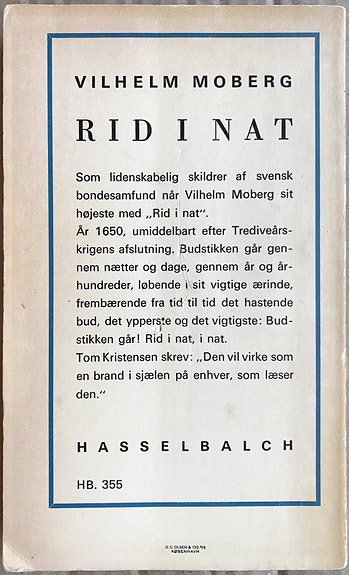 VILHELM MOBERG
RID I NAT
Som lidenskabelig skildrer af svensk
bondesamfund når Vilhelm Moberg sit
højeste med „Rid i nat“.
År 1650, umiddelbart efter Trediveårs-
krigens afslutning. Budstikken går gen-
nem nætter og dage, gennem år og år-
hundreder, løbende i sit vigtige ærinde,
frembærende fra tid til tid det hastende
bud, det ypperste og det vigtigste: Bud-
stikken går! Rid i nat, i nat.
Tom Kristensen skrev: „Den vil virke som
en brand i sjælen på enhver, som læser
den.“
HASSELBALCH
HB. 355
OLSEN &
KØBENHAVN